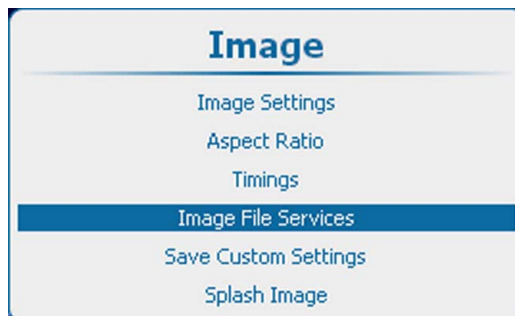 Image
Image Settings
Aspect Ratio
Timings
Image File Services
Save Custom Settings
Splash Image